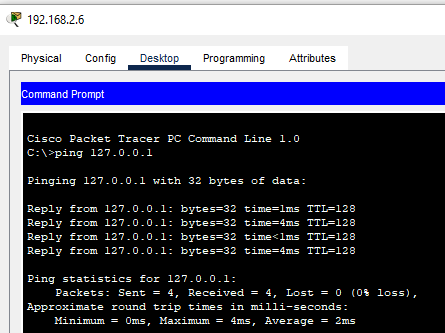 192.168.2.6
Physical Config Desktop Programming Attributes
Command Prompt
Cisco Packet Tracer PC Command Line 1.0
C:\>ping 127.0.0.1
Pinging 127.0.0.1 with 32 bytes of data:
Reply from 127.0.0.1: bytes=32 time=1ms TTL=128
Reply from 127.0.0.1: bytes=32 time=4ms TTL=128
Reply from 127.0.0.1: bytes=32 time<1ms TTL=128
Reply from 127.0.0.1: bytes=32 time=4ms TTL=128
Ping statistics for 127.0.0.1:
Packets: Sent = 4, Received = 4, Lost = 0 (0% loss),
Approximate round trip times in milli-seconds:
Minimum = 0ms, Maximum = 4ms, Average = 2ms